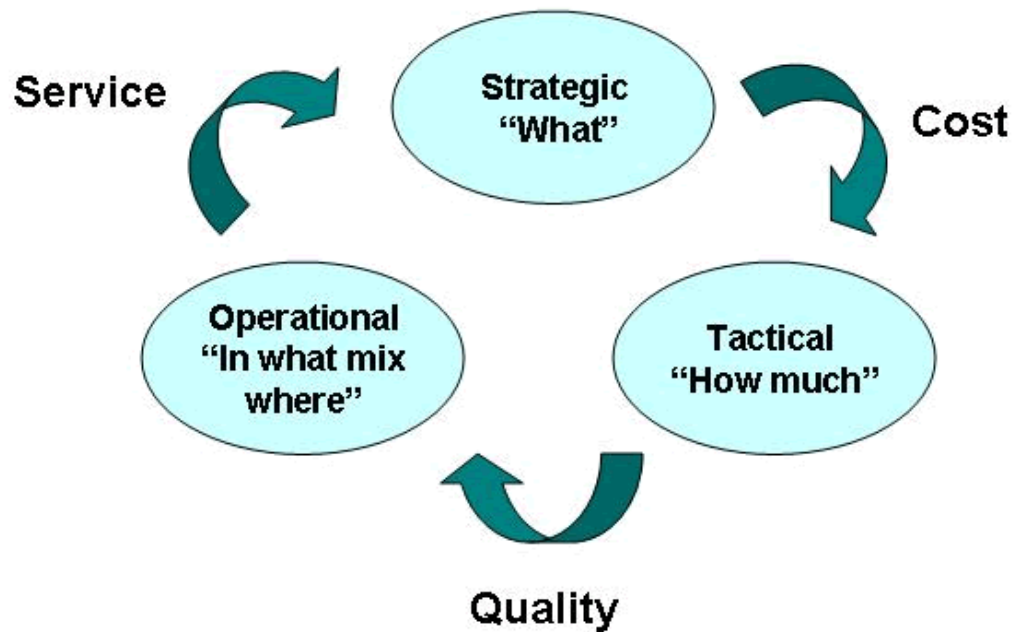 Service
Strategic
“What”
Cost
Operational
“In what mix
where”
Tactical
“How much”
Quality